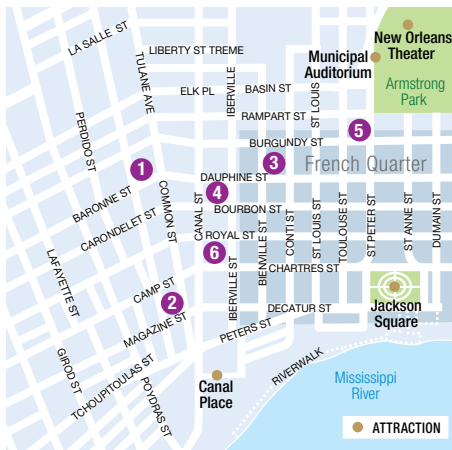 New Orleans
Theater
Municipal
Auditorium
Armstrong
Park
LA SALLE ST
TULANE AVE
LIBERTY ST TREME
IBERVILLE
ELK PL
BASIN ST
ST LOUIS
RAMPART ST
5
PERDIDO ST
BURGUNDY ST
1
3
French Quarter
DAUPHINE ST
4
BARONNE ST
COMMON ST
CANAL ST
BOURBON ST
CARONDELET ST
ROYAL ST
6
BIENVILLE ST
CONTI ST
ST LOUIS ST
TOULOUSE ST
ST PETER ST
ST ANNE ST
DUMAIN ST
LAFAYETTE ST
CHARTRES ST
IBERVILLE ST
CAMP ST
2
MAGAZINE ST
DECATUR ST
Jackson
Square
PETERS ST
GIROD ST
TCHOUPITOULAS ST
POYDRAS ST
Canal
Place
RIVERWALK
Mississippi
River
ATTRACTION